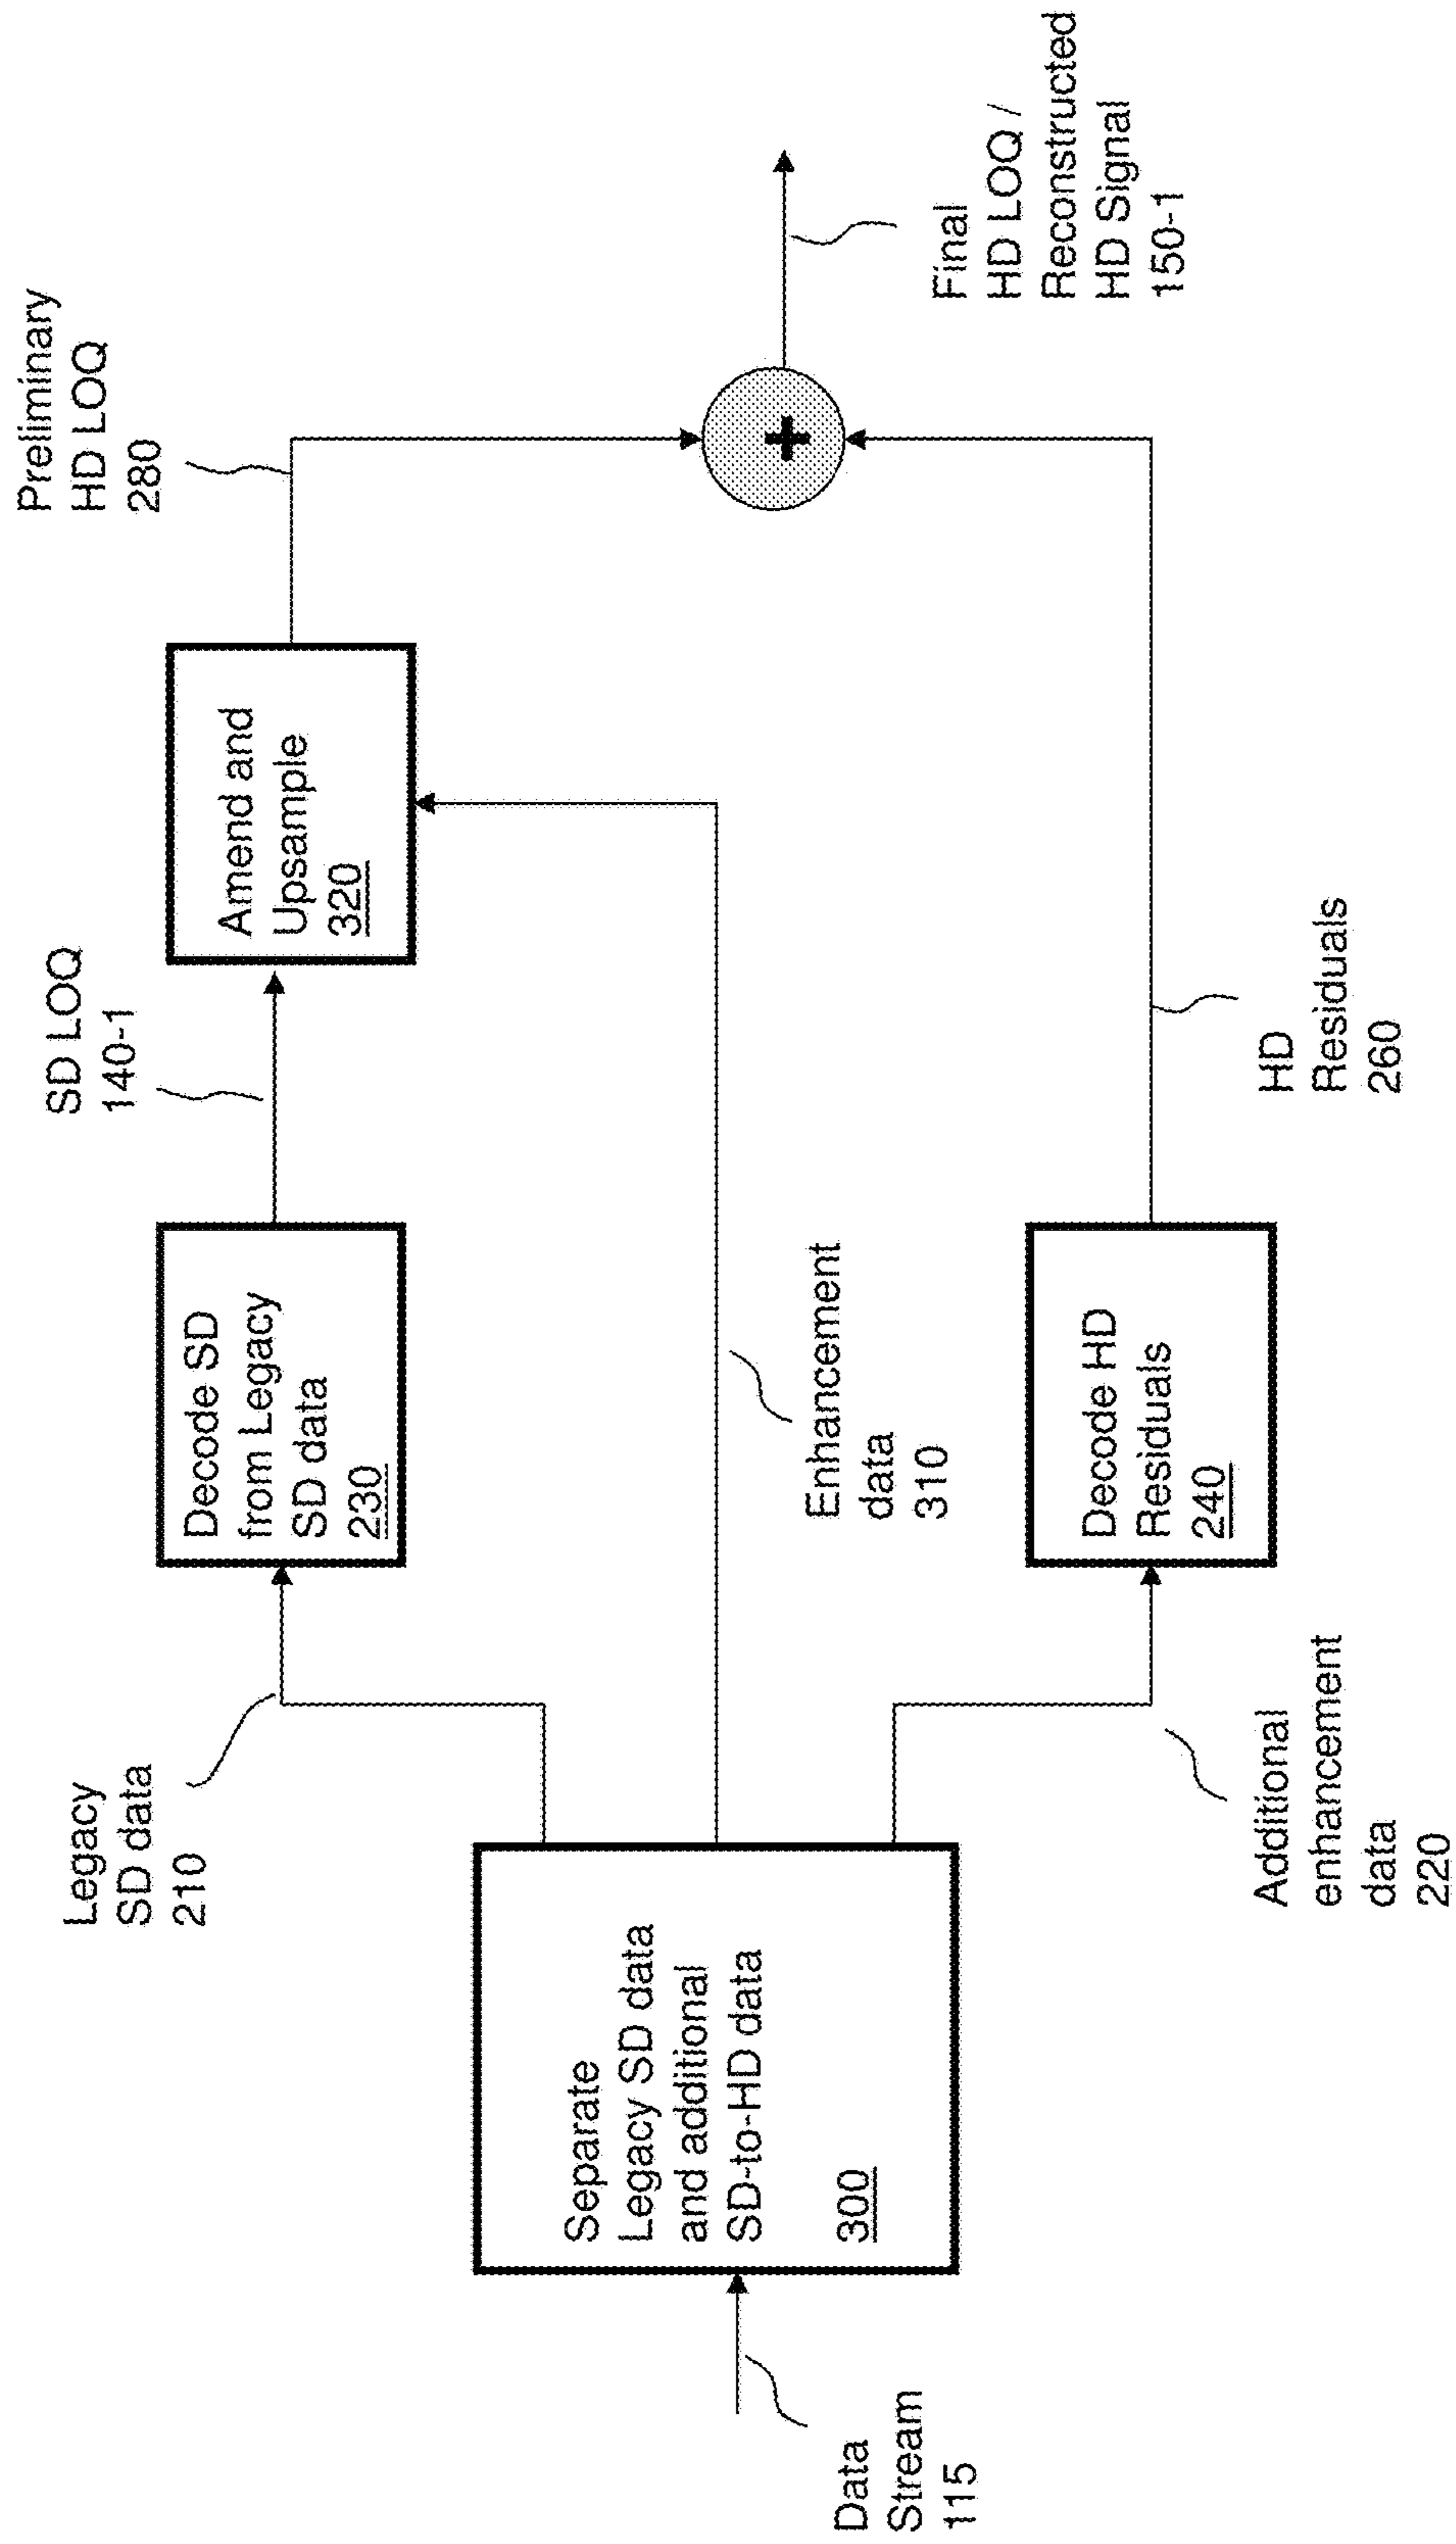 Data
Stream
115
Separate
Legacy SD data
and additional
SD-to-HD data
300
Legacy
SD data
210
Decode SD
from Legacy
SD data
230
SD LOQ
140-1
Amend and
Upsample
320
Preliminary
HD LOQ
280
Enhancement
data
310
Additional
enhancement
data
220
Decode HD
Residuals
240
HD
Residuals
260
+
Final
HD LOQ /
Reconstructed
HD Signal
150-1